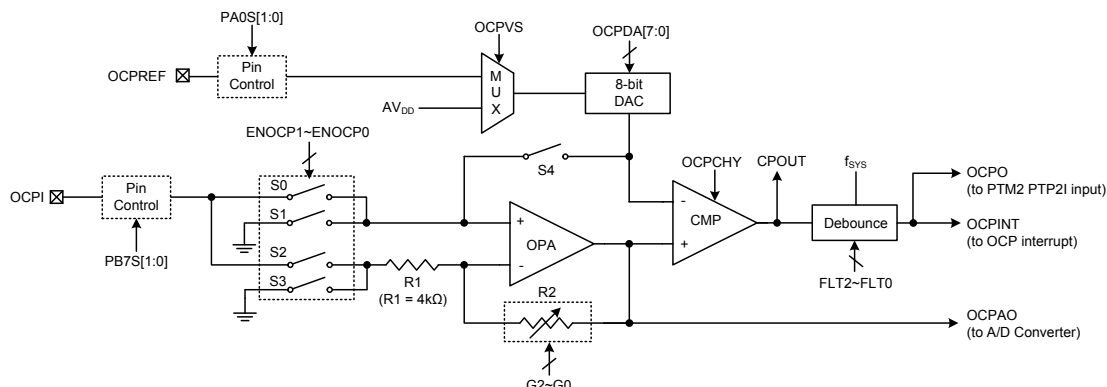 PA0S[1:0]
OCPVS
OCPDA[7:0]
OCPREF
Pin
Control
M
U
X
8-bit
DAC
AV_DD
ENOCP1~ENOCP0
S4
OCPCHY
CPOUT
f_SYS
OCPO
(to PTM2 PTP2I input)
OCPI
Pin
Control
S0
S1
+
-
OPA
-
+
CMP
Debounce
OCPINT
(to OCP interrupt)
PB7S[1:0]
S2
S3
R1
(R1 = 4kΩ)
R2
FLT2~FLT0
OCPAO
(to A/D Converter)
G2~G0